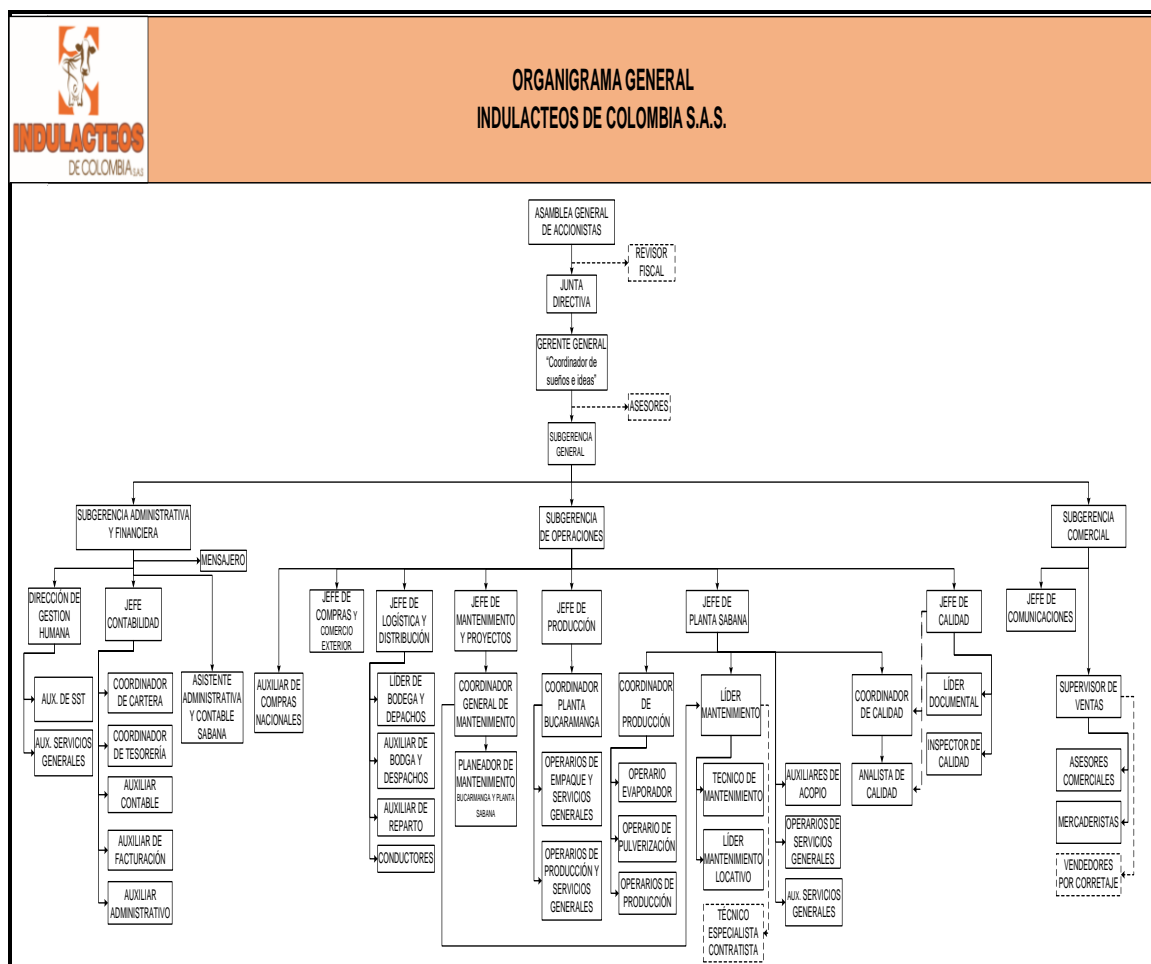 INDULACTEOS
DE COLOMBIA S.A.S
ORGANIGRAMA GENERAL
INDULACTEOS DE COLOMBIA S.A.S.
ASAMBLEA GENERAL
DE ACCIONISTAS
REVISOR
FISCAL
JUNTA
DIRECTIVA
GERENTE GENERAL
“Coordinador de
sueños e ideas”
ASESORES
SUBGERENCIA
GENERAL
SUBGERENCIA ADMINISTRATIVA
Y FINANCIERA
SUBGERENCIA
DE OPERACIONES
SUBGERENCIA
COMERCIAL
MENSAJERO
DIRECCIÓN DE
GESTION
HUMANA
JEFE
CONTABILIDAD
AUX. DE SST
AUX. SERVICIOS
GENERALES
COORDINADOR
DE CARTERA
COORDINADOR
DE TESORERÍA
AUXILIAR
CONTABLE
AUXILIAR DE
FACTURACIÓN
AUXILIAR
ADMINISTRATIVO
ASISTENTE
ADMINISTRATIVA
Y CONTABLE
SABANA
AUXILIAR DE
COMPRAS
NACIONALES
JEFE DE
COMPRAS Y
COMERCIO
EXTERIOR
JEFE DE
LOGÍSTICA Y
DISTRIBUCIÓN
LIDER DE
BODEGA Y
DEPACHOS
AUXILIAR DE
BODGA Y
DESPACHOS
AUXILIAR DE
REPARTO
CONDUCTORES
JEFE DE
MANTENIMIENTO
Y PROYECTOS
COORDINADOR
GENERAL DE
MANTENIMIENTO
PLANEADOR DE
MANTENIMIENTO
BUCARMANGA Y PLANTA
SABANA
JEFE DE
PRODUCCIÓN
COORDINADOR
PLANTA
BUCARAMANGA
OPERARIOS DE
EMPAQUE Y
SERVICIOS
GENERALES
OPERARIOS DE
PRODUCCIÓN Y
SERVICIOS
GENERALES
JEFE DE
PLANTA SABANA
COORDINADOR
DE
PRODUCCIÓN
OPERARIO
EVAPORADOR
OPERARIO DE
PULVERIZACIÓN
OPERARIOS DE
PRODUCCIÓN
LÍDER
MANTENIMIENTO
TECNICO DE
MANTENIMIENTO
LÍDER
MANTENIMIENTO
LOCATIVO
TÉCNICO
ESPECIALISTA
CONTRATISTA
AUXILIARES DE
ACOPIO
OPERARIOS DE
SERVICIOS
GENERALES
AUX. SERVICIOS
GENERALES
COORDINADOR
DE CALIDAD
ANALISTA DE
CALIDAD
JEFE DE
CALIDAD
LÍDER
DOCUMENTAL
INSPECTOR DE
CALIDAD
JEFE DE
COMUNICACIONES
SUPERVISOR DE
VENTAS
ASESORES
COMERCIALES
MERCADERISTAS
VENDEDORES
POR CORRETAJE